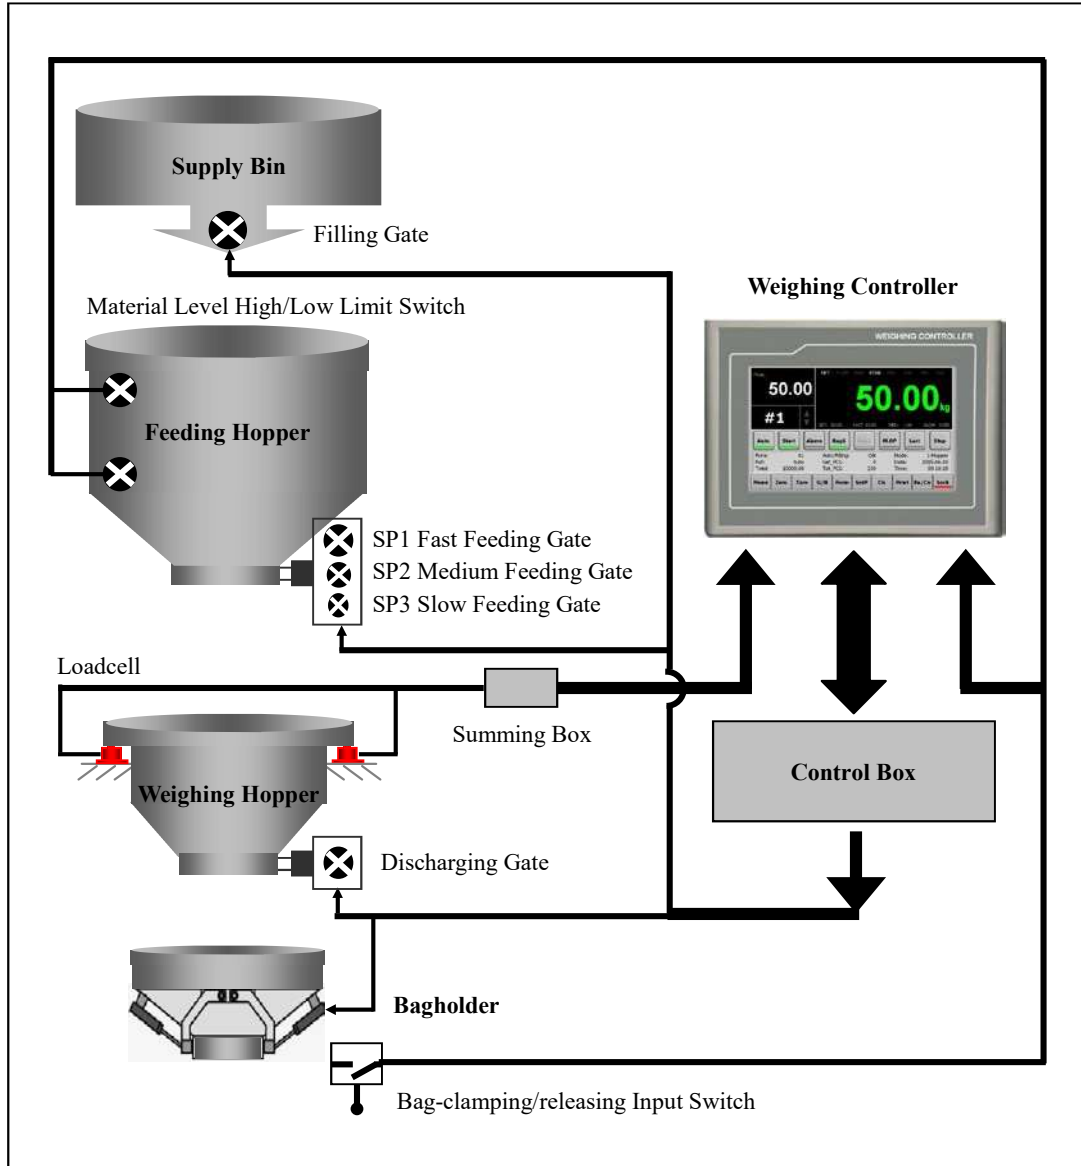 Supply Bin
Filling Gate
Material Level High/Low Limit Switch
Weighing Controller
WEIGHING CONTROLLER
50.00
50.00 kg
#1
Feeding Hopper
Start
Stop
SP1 Fast Feeding Gate
SP2 Medium Feeding Gate
SP3 Slow Feeding Gate
Loadcell
Summing Box
Weighing Hopper
Control Box
Discharging Gate
Bagholder
Bag-clamping/releasing Input Switch